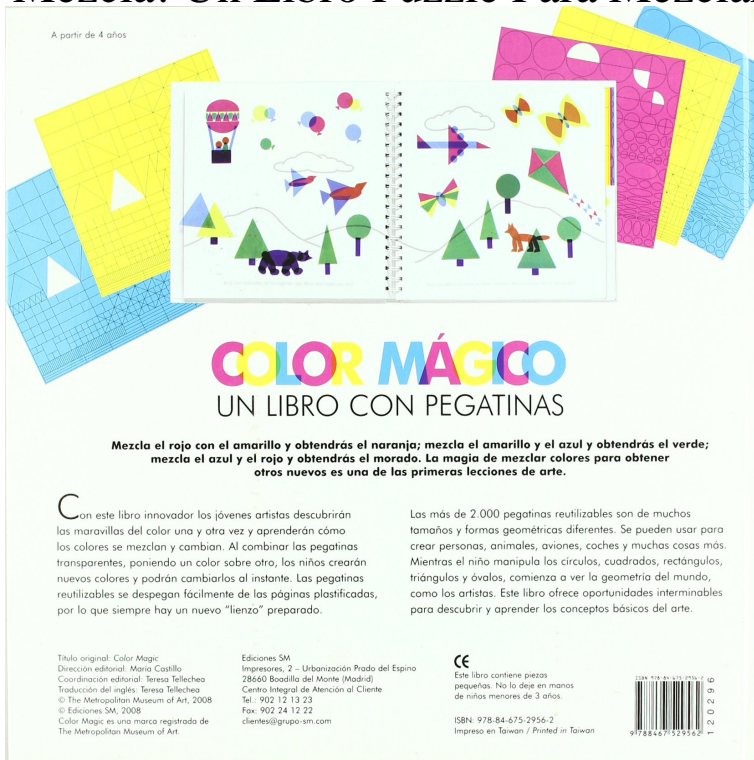 Mezcla! Un Libro Puzzle Para Mezclar
A partir de 4 años
COLOR MÁGICO
UN LIBRO CON PEGATINAS
Mezcla el rojo con el amarillo y obtendrás el naranja; mezcla el amarillo y el azul y obtendrás el verde;
mezcla el azul y el rojo y obtendrás el morado. La magia de mezclar colores para obtener
otros nuevos es una de las primeras lecciones de arte.
Con este libro innovador los jóvenes artistas descubrirán
las maravillas del color una y otra vez y aprenderán cómo
los colores se mezclan y cambian. Al combinar las pegatinas
transparentes, poniendo un color sobre otro, los niños crearán
nuevos colores y podrán cambiarlos al instante. Las pegatinas
reutilizables se despegan fácilmente de las páginas plastificadas,
por lo que siempre hay un nuevo "lienzo" preparado.
Las más de 2.000 pegatinas reutilizables son de muchos
tamaños y formas geométricas diferentes. Se pueden usar para
crear personas, animales, aviones, coches y muchas cosas más.
Mientras el niño manipula los círculos, cuadrados, rectángulos,
triángulos y óvalos, comienza a ver la geometría del mundo,
como los artistas. Este libro ofrece oportunidades interminables
para descubrir y aprender los conceptos básicos del arte.
Título original: Color Magic
Dirección editorial: María Castillo
Coordinación editorial: Teresa Tellechea
Traducción del inglés: Teresa Tellechea
© The Metropolitan Museum of Art, 2008
© Ediciones SM, 2008
Color Magic es una marca registrada de
The Metropolitan Museum of Art.
Ediciones SM
Impresores, 2 – Urbanización Prado del Espino
28660 Boadilla del Monte (Madrid)
Centro Integral de Atención al Cliente
Tel.: 902 12 13 23
Fax: 902 24 12 22
clientes@grupo-sm.com
CE
Este libro contiene piezas
pequeñas. No lo deje en manos
de niños menores de 3 años.
ISBN: 978-84-675-2956-2
Impreso en Taiwan / Printed in Taiwan
ISBN 978-84-675-2956-2
9 788467 529562
120296